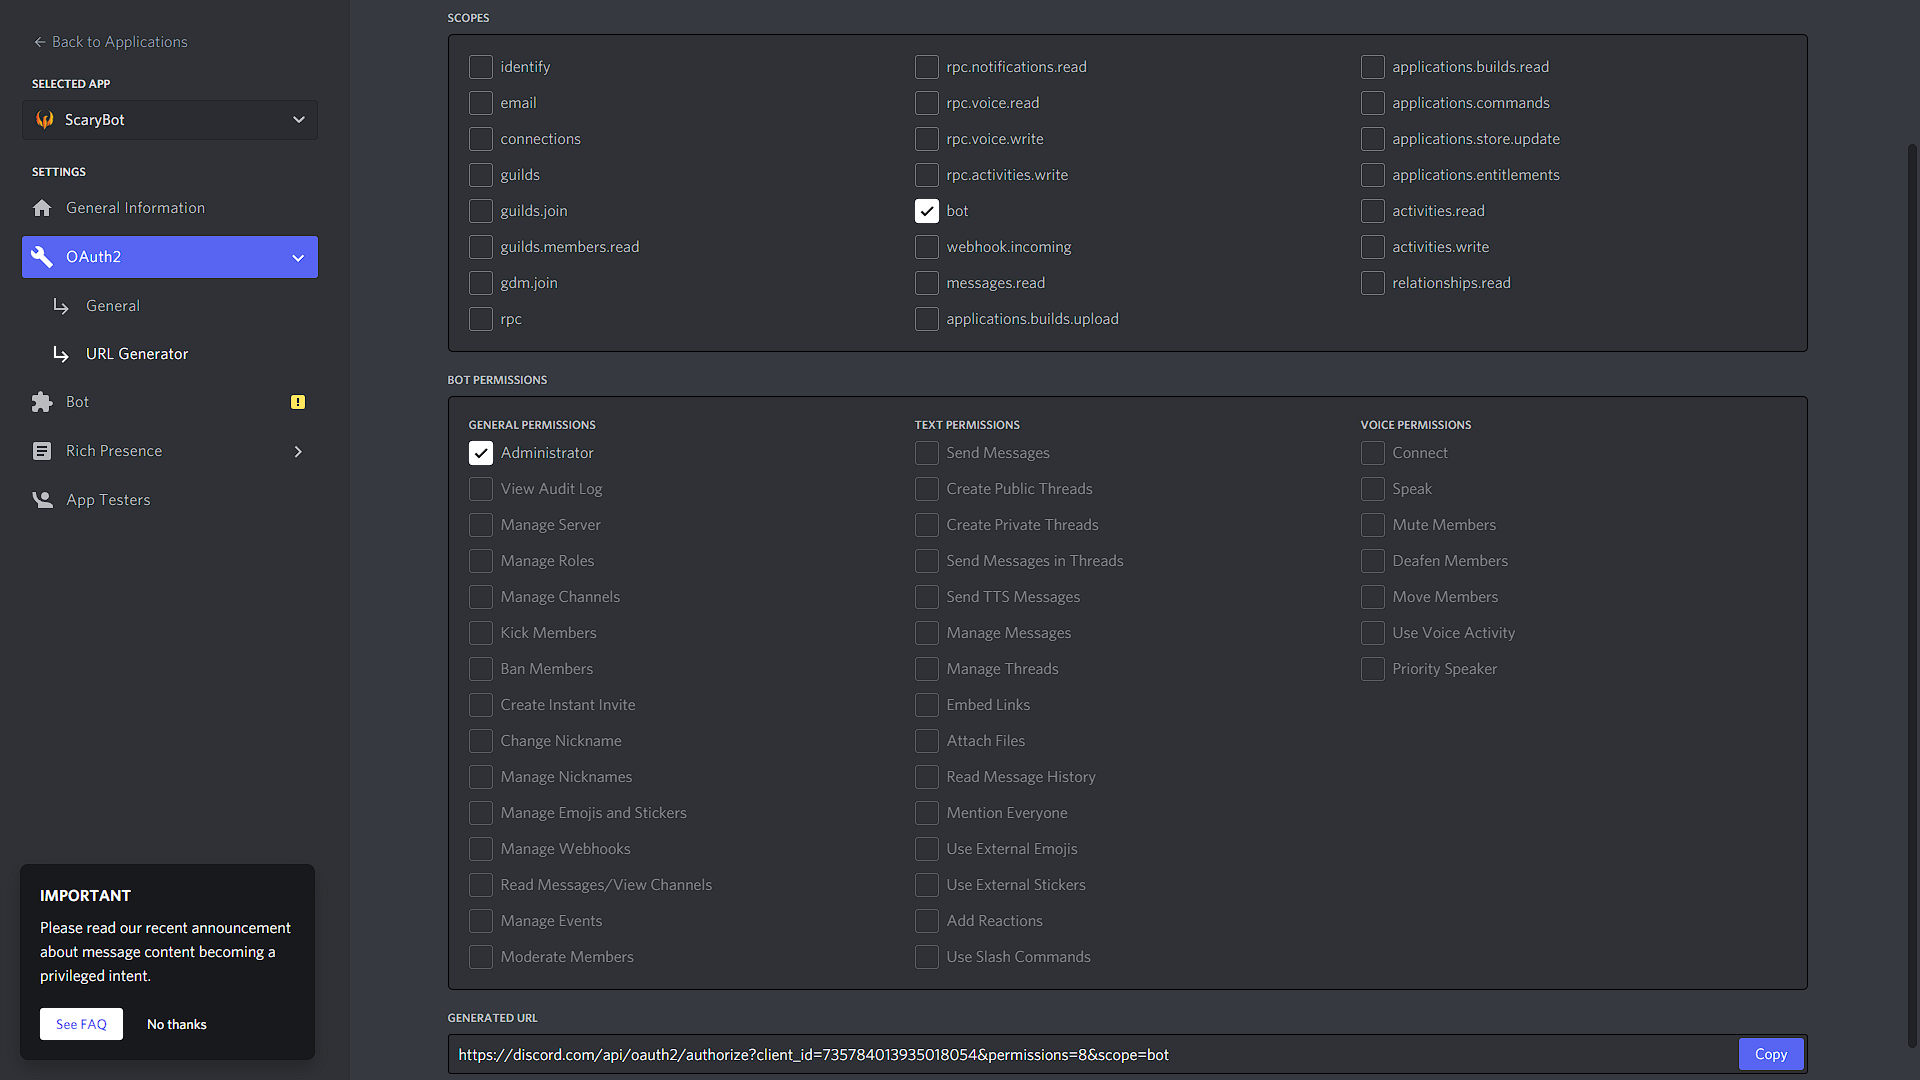 Back to Applications
SELECTED APP
ScaryBot
SETTINGS
General Information
OAuth2
General
URL Generator
Bot
Rich Presence
App Testers
IMPORTANT
Please read our recent announcement
about message content becoming a
privileged intent.
See FAQ
No thanks
SCOPES
identify
email
connections
guilds
guilds.join
guilds.members.read
gdm.join
rpc
rpc.notifications.read
rpc.voice.read
rpc.voice.write
rpc.activities.write
bot
webhook.incoming
messages.read
applications.builds.upload
applications.builds.read
applications.commands
applications.store.update
applications.entitlements
activities.read
activities.write
relationships.read
BOT PERMISSIONS
GENERAL PERMISSIONS
Administrator
View Audit Log
Manage Server
Manage Roles
Manage Channels
Kick Members
Ban Members
Create Instant Invite
Change Nickname
Manage Nicknames
Manage Emojis and Stickers
Manage Webhooks
Read Messages/View Channels
Manage Events
Moderate Members
TEXT PERMISSIONS
Send Messages
Create Public Threads
Create Private Threads
Send Messages in Threads
Send TTS Messages
Manage Messages
Manage Threads
Embed Links
Attach Files
Read Message History
Mention Everyone
Use External Emojis
Use External Stickers
Add Reactions
Use Slash Commands
VOICE PERMISSIONS
Connect
Speak
Mute Members
Deafen Members
Move Members
Use Voice Activity
Priority Speaker
GENERATED URL
https://discord.com/api/oauth2/authorize?client_id=735784013935018054&permissions=8&scope=bot
Copy